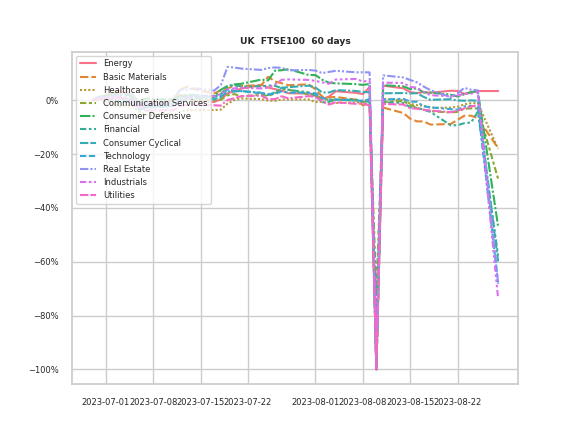 UK FTSE100 60 days
Energy
Basic Materials
Healthcare
Communication Services
Consumer Defensive
Financial
Consumer Cyclical
Technology
Real Estate
Industrials
Utilities
0%
−20%
−40%
−60%
−80%
−100%
2023-07-01 2023-07-08 2023-07-15 2023-07-22 2023-08-01 2023-08-08 2023-08-15 2023-08-22